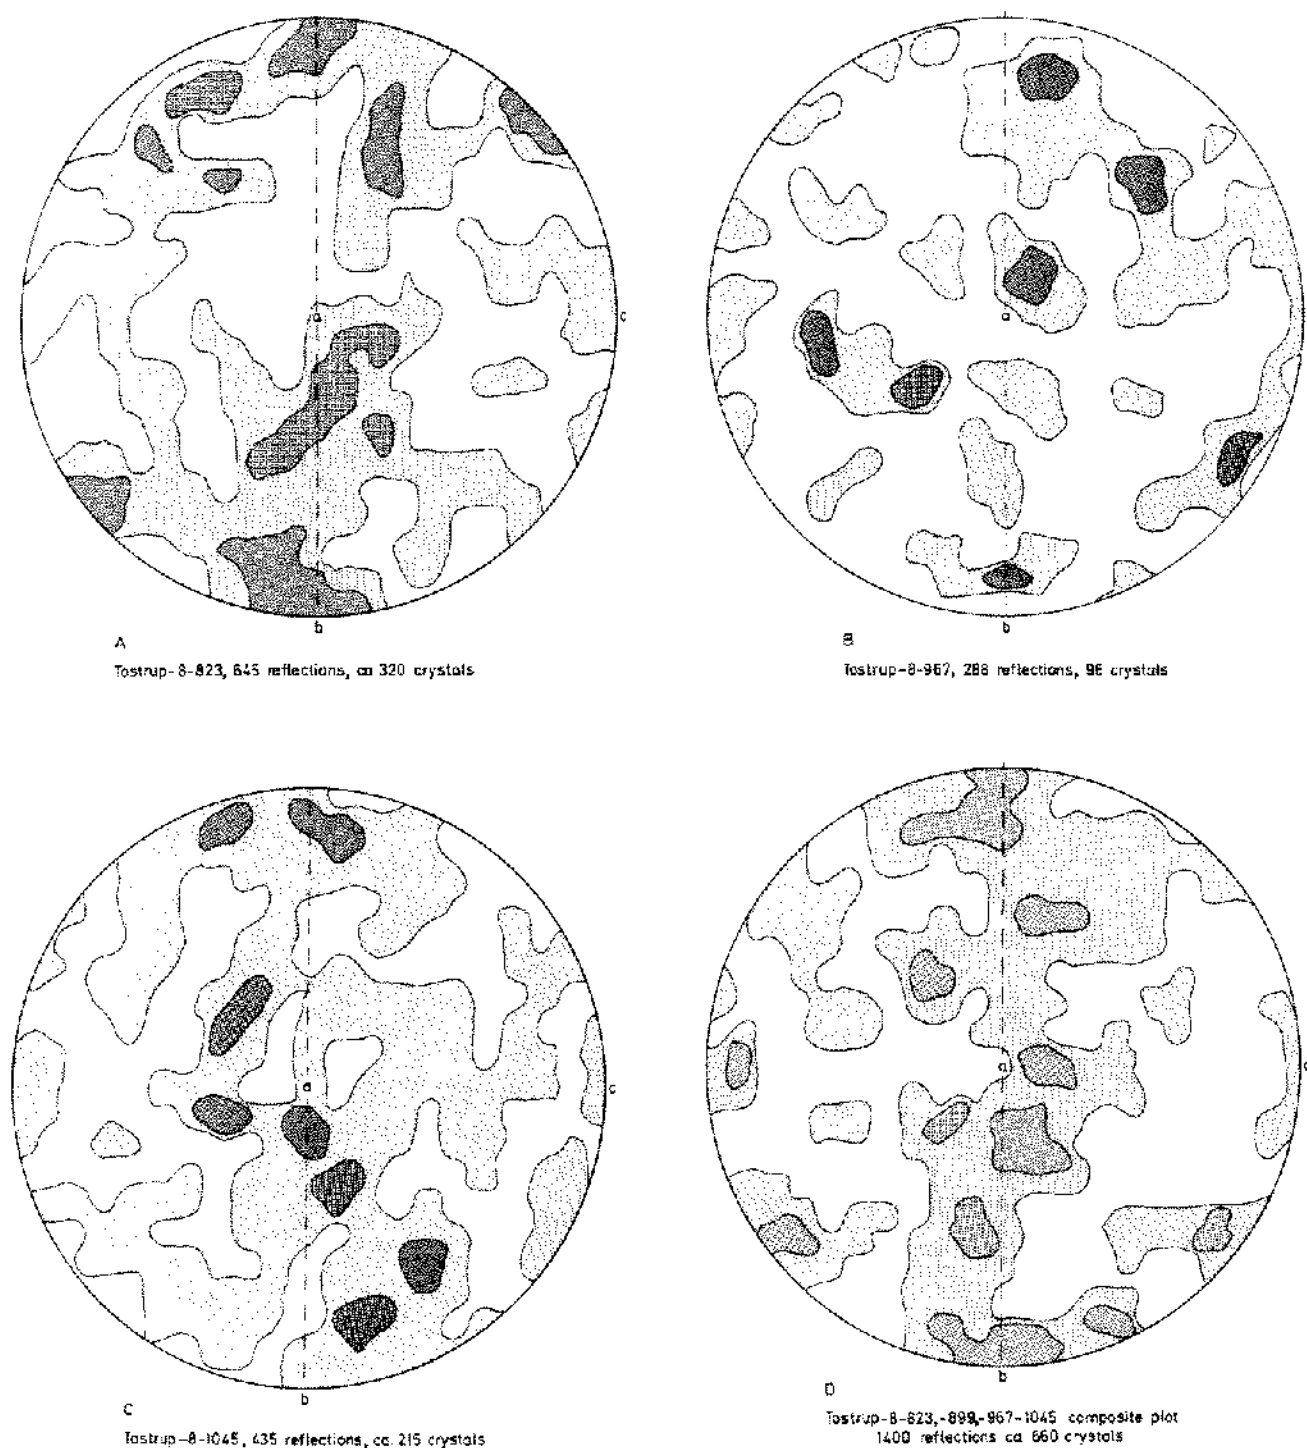 a
c
b
A
Tostrup-8-823, 645 reflections, ca 320 crystals
a
b
B
Tostrup-8-967, 288 reflections, 96 crystals
a
c
b
C
Tostrup-8-1045, 435 reflections, ca. 215 crystals
a
c
b
D
Tostrup-8-823,-899,-967-1045 composite plot
1400 reflections ca 660 crystals